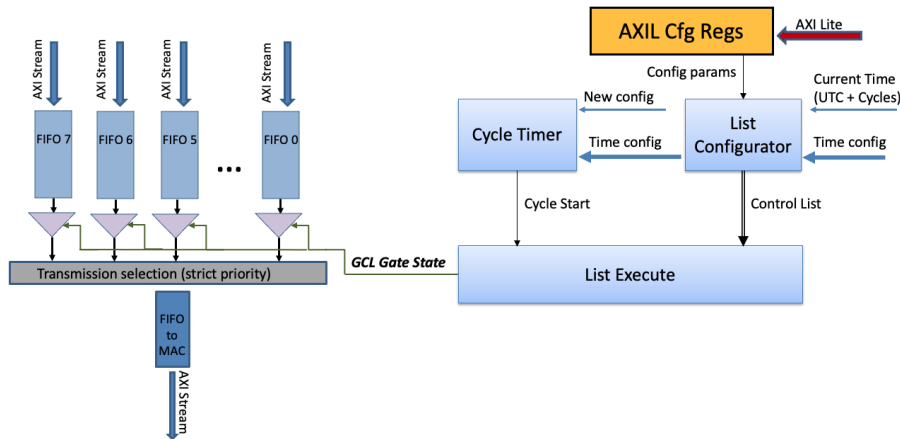 AXIL Cfg Regs
AXI Lite
AXI Stream
AXI Stream
AXI Stream
AXI Stream
Config params
Current Time
(UTC + Cycles)
New config
FIFO 7
FIFO 6
FIFO 5
FIFO 0
Cycle Timer
List
Configurator
Time config
Time config
...
Cycle Start
Control List
GCL Gate State
Transmission selection (strict priority)
List Execute
FIFO
to
MAC
AXI Stream